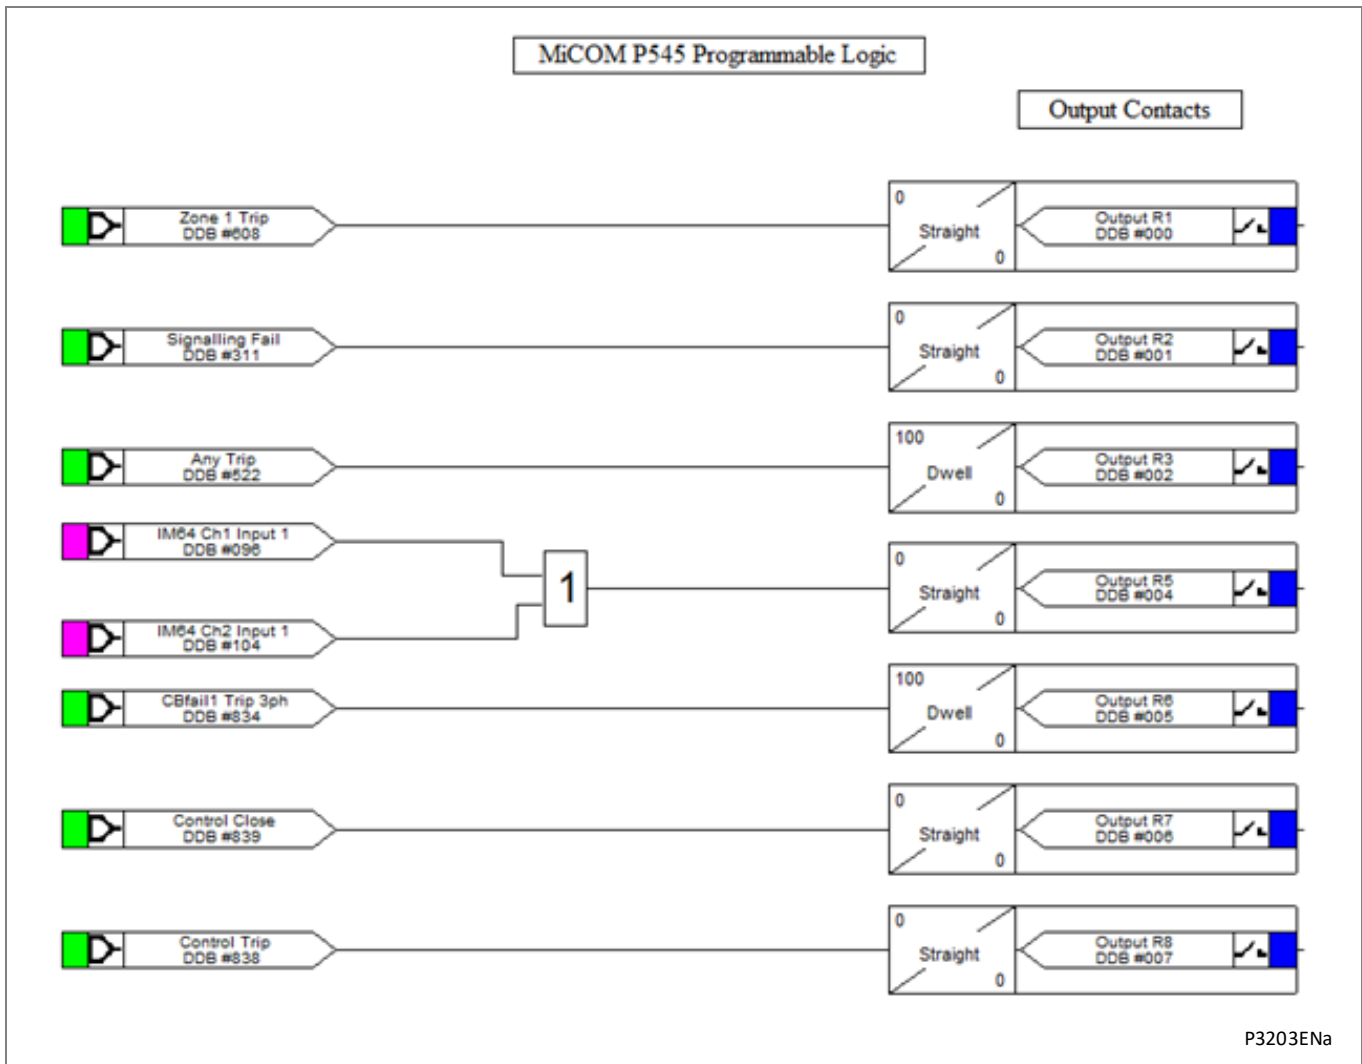 MiCOM P545 Programmable Logic
Output Contacts
Zone 1 Trip
DDB #608
0
Straight
0
Output R1
DDB #000
Signalling Fail
DDB #311
0
Straight
0
Output R2
DDB #001
Any Trip
DDB #522
100
Dwell
0
Output R3
DDB #002
IM64 Ch1 Input 1
DDB #096
1
IM64 Ch2 Input 1
DDB #104
0
Straight
0
Output R5
DDB #004
CBfail1 Trip 3ph
DDB #834
100
Dwell
0
Output R6
DDB #005
Control Close
DDB #839
0
Straight
0
Output R7
DDB #006
Control Trip
DDB #838
0
Straight
0
Output R8
DDB #007
P3203ENa